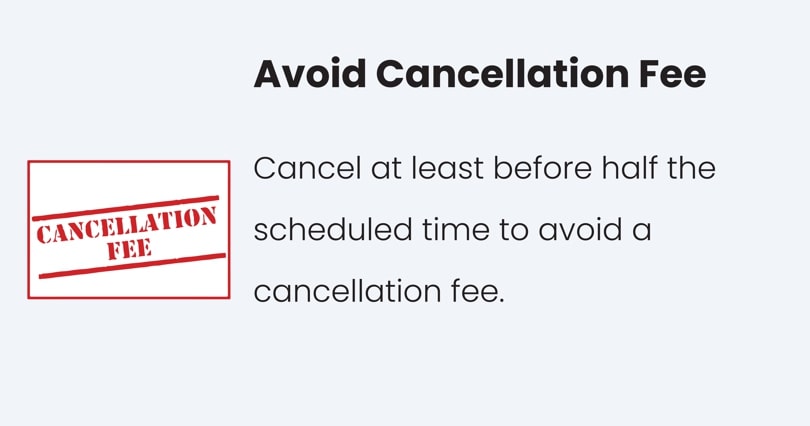 Avoid Cancellation Fee
CANCELLATION
FEE
Cancel at least before half the
scheduled time to avoid a
cancellation fee.